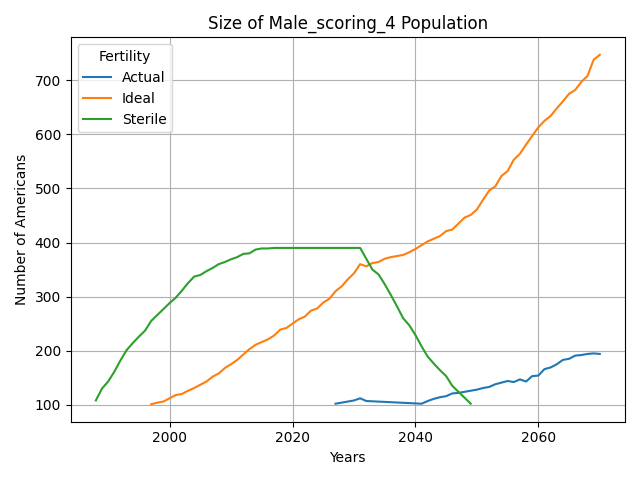 Size of Male_scoring_4 Population
Fertility
Actual
Ideal
Sterile
Number of Americans
700
600
500
400
300
200
100
2000
2020
2040
2060
Years